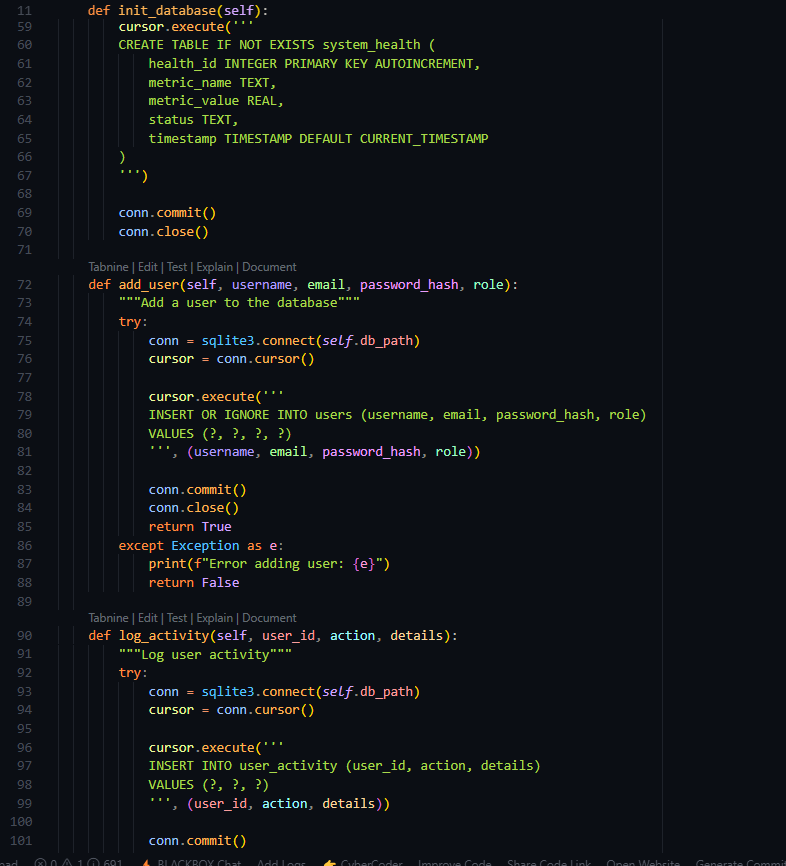 11 def init_database(self):
59 cursor.execute('''
60 CREATE TABLE IF NOT EXISTS system_health (
61 health_id INTEGER PRIMARY KEY AUTOINCREMENT,
62 metric_name TEXT,
63 metric_value REAL,
64 status TEXT,
65 timestamp TIMESTAMP DEFAULT CURRENT_TIMESTAMP
66 )
67 ''')
68
69 conn.commit()
70 conn.close()
71
Tabnine | Edit | Test | Explain | Document
72 def add_user(self, username, email, password_hash, role):
73 """Add a user to the database"""
74 try:
75 conn = sqlite3.connect(self.db_path)
76 cursor = conn.cursor()
77
78 cursor.execute('''
79 INSERT OR IGNORE INTO users (username, email, password_hash, role)
80 VALUES (?, ?, ?, ?)
81 ''', (username, email, password_hash, role))
82
83 conn.commit()
84 conn.close()
85 return True
86 except Exception as e:
87 print(f"Error adding user: {e}")
88 return False
89
Tabnine | Edit | Test | Explain | Document
90 def log_activity(self, user_id, action, details):
91 """Log user activity"""
92 try:
93 conn = sqlite3.connect(self.db_path)
94 cursor = conn.cursor()
95
96 cursor.execute('''
97 INSERT INTO user_activity (user_id, action, details)
98 VALUES (?, ?, ?)
99 ''', (user_id, action, details))
100
101 conn.commit()
0 1 691 BLACKBOX Chat Add Logs CyberCoder Improve Code Share Code Link Open Website Generate Commit